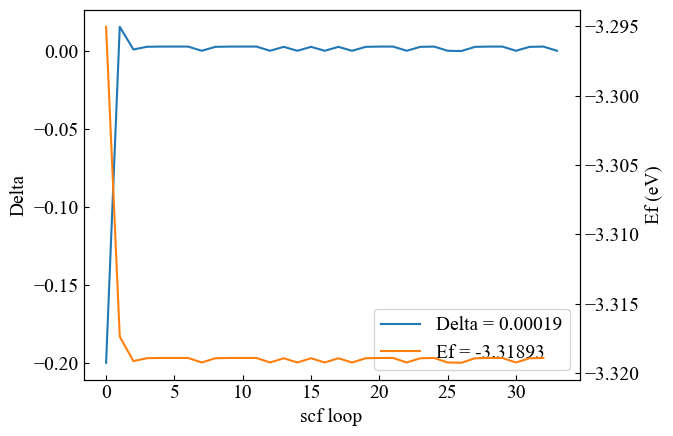 0.00
−0.05
−0.10
−0.15
−0.20
Delta
−3.295
−3.300
−3.305
−3.310
−3.315
−3.320
Ef (eV)
Delta = 0.00019
Ef = -3.31893
0 5 10 15 20 25 30
scf loop